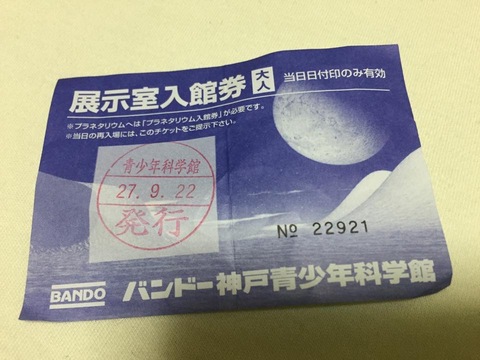 展示室入館券 大人 当日日付印のみ有効
※プラネタリウムへは「プラネタリウム入館券」が必要です。
※当日の再入場には、このチケットをご提示下さい。
青少年科学館
27.9.22
発行
№ 22921
BANDO バンドー神戸青少年科学館